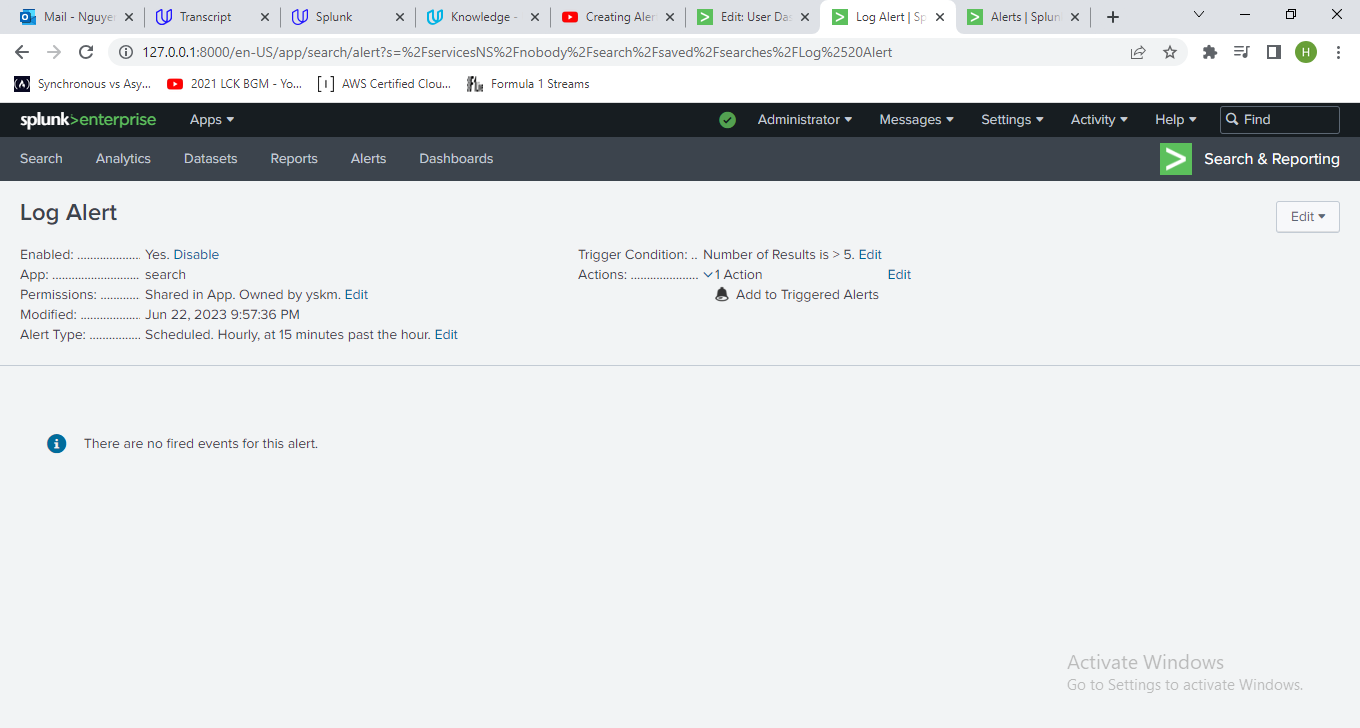 Mail - Nguyen
Transcript
Splunk
Knowledge -
Creating Aler
Edit: User Das
Log Alert | Sp
Alerts | Splun
127.0.0.1:8000/en-US/app/search/alert?s=%2FservicesNS%2Fnobody%2Fsearch%2Fsaved%2Fsearches%2FLog%2520Alert
H
Synchronous vs Asy...
2021 LCK BGM - Yo...
AWS Certified Clou...
Formula 1 Streams
splunk>enterprise
Apps
Administrator
Messages
Settings
Activity
Help
Find
Search
Analytics
Datasets
Reports
Alerts
Dashboards
Search & Reporting
Log Alert
Edit
Enabled: ................... Yes. Disable
App: .......................... search
Permissions: ............ Shared in App. Owned by yskm. Edit
Modified: .................. Jun 22, 2023 9:57:36 PM
Alert Type: ............... Scheduled. Hourly, at 15 minutes past the hour. Edit
Trigger Condition: .. Number of Results is > 5. Edit
Actions: .................... 1 Action Edit
Add to Triggered Alerts
There are no fired events for this alert.
Activate Windows
Go to Settings to activate Windows.